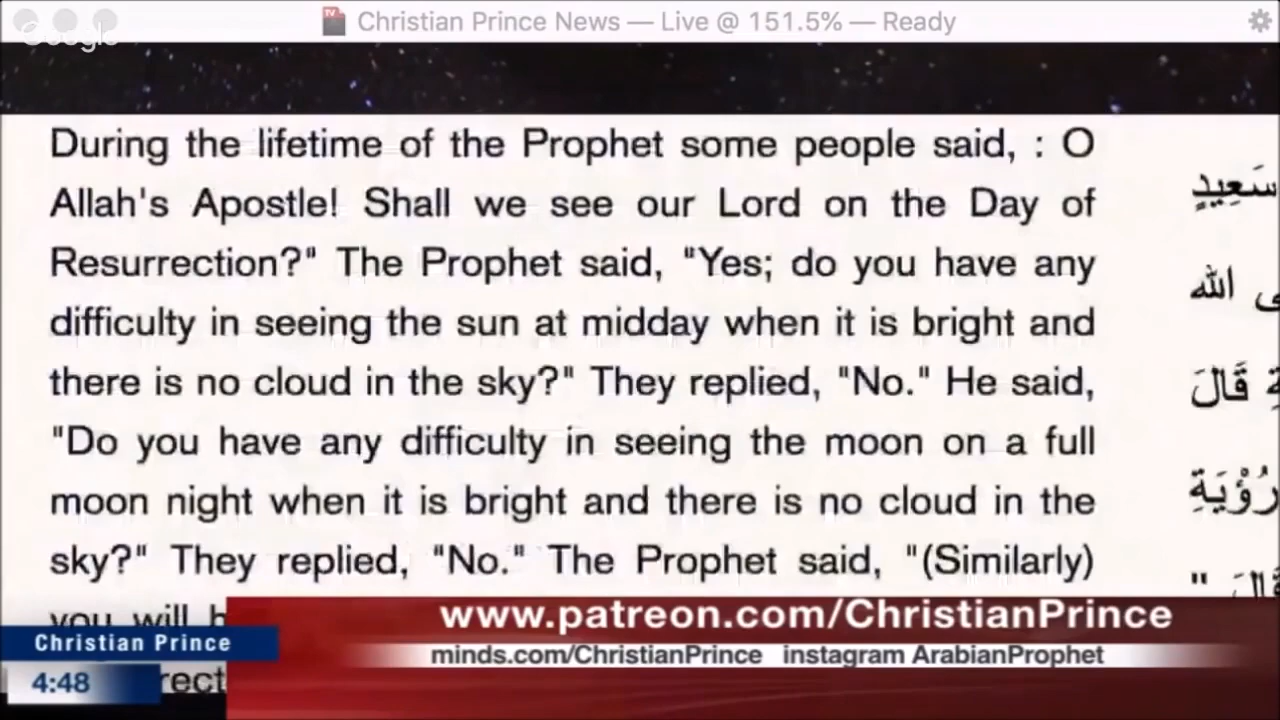 Christian Prince News — Live @ 151.5% — Ready
Google
During the lifetime of the Prophet some people said, : O
Allah's Apostle! Shall we see our Lord on the Day of
Resurrection?" The Prophet said, "Yes; do you have any
difficulty in seeing the sun at midday when it is bright and
there is no cloud in the sky?" They replied, "No." He said,
"Do you have any difficulty in seeing the moon on a full
moon night when it is bright and there is no cloud in the
sky?" They replied, "No." The Prophet said, "(Similarly)
you will
سَعِيدٍ
الله
قَالَ
رُؤْيَةِ
قَالَ "
www.patreon.com/ChristianPrince
Christian Prince
minds.com/ChristianPrince instagram ArabianProphet
4:48